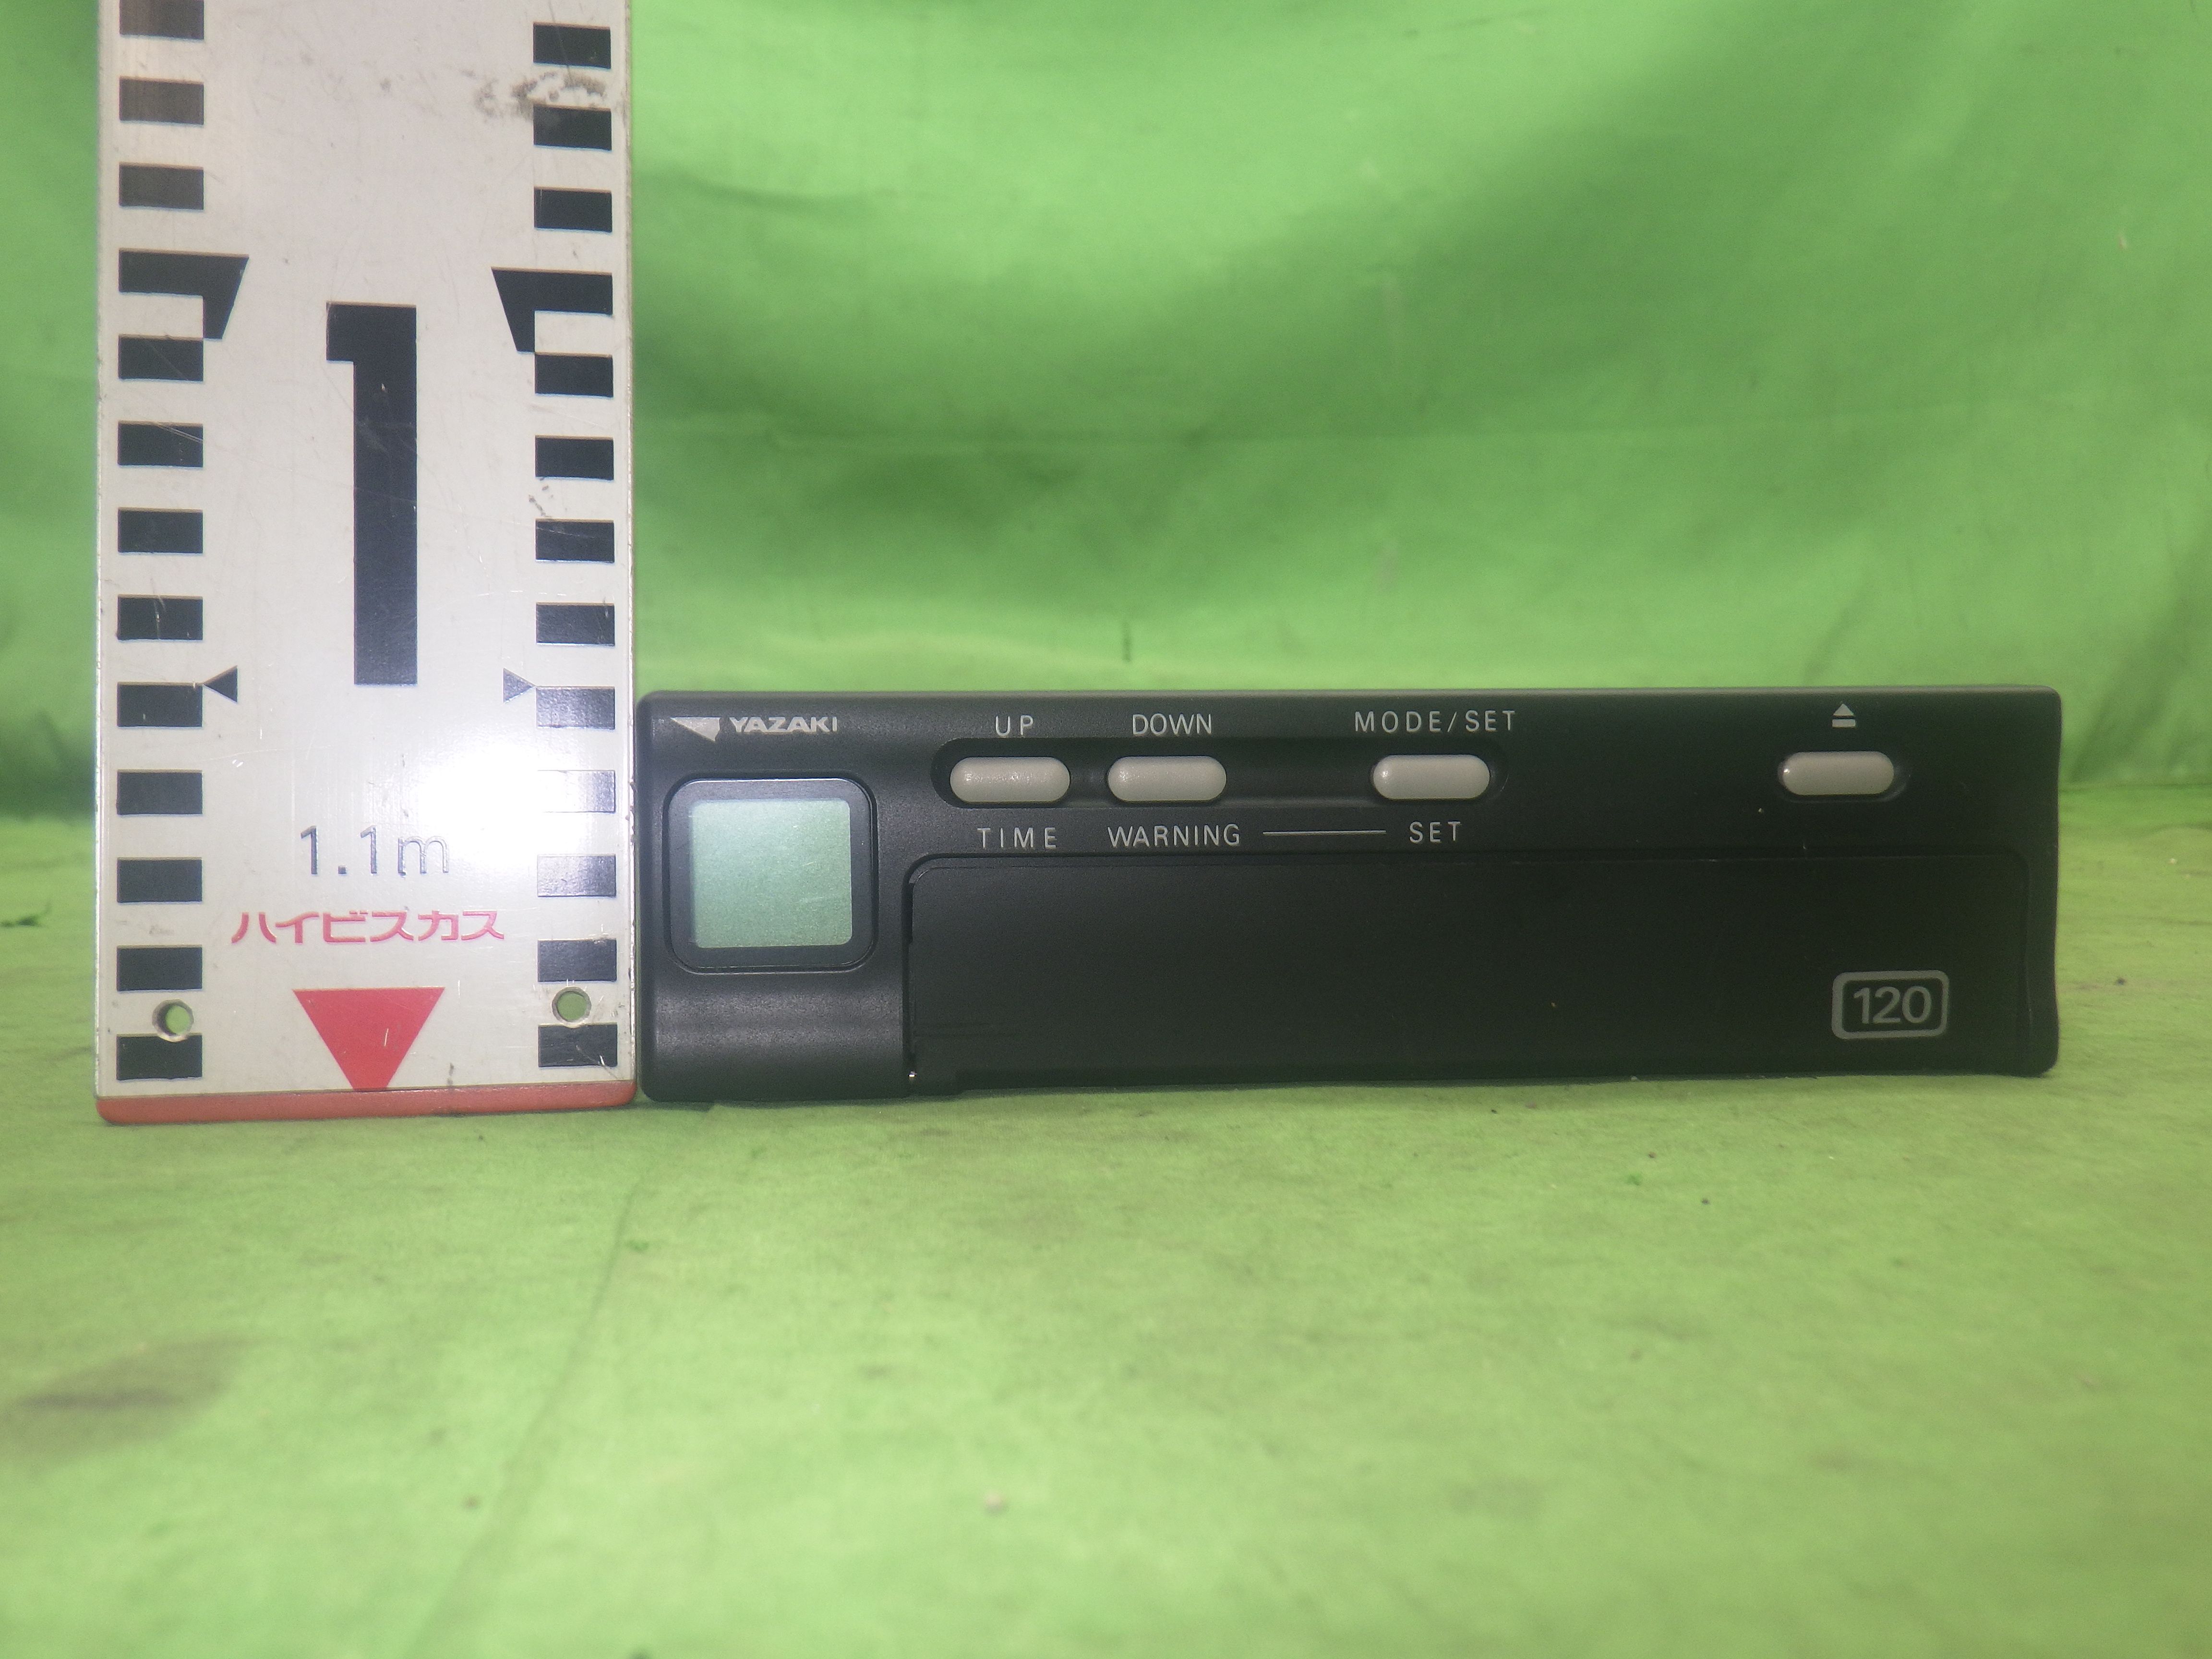 1
1.1m
ハイビスカス
YAZAKI
UP DOWN MODE/SET
TIME WARNING SET
120